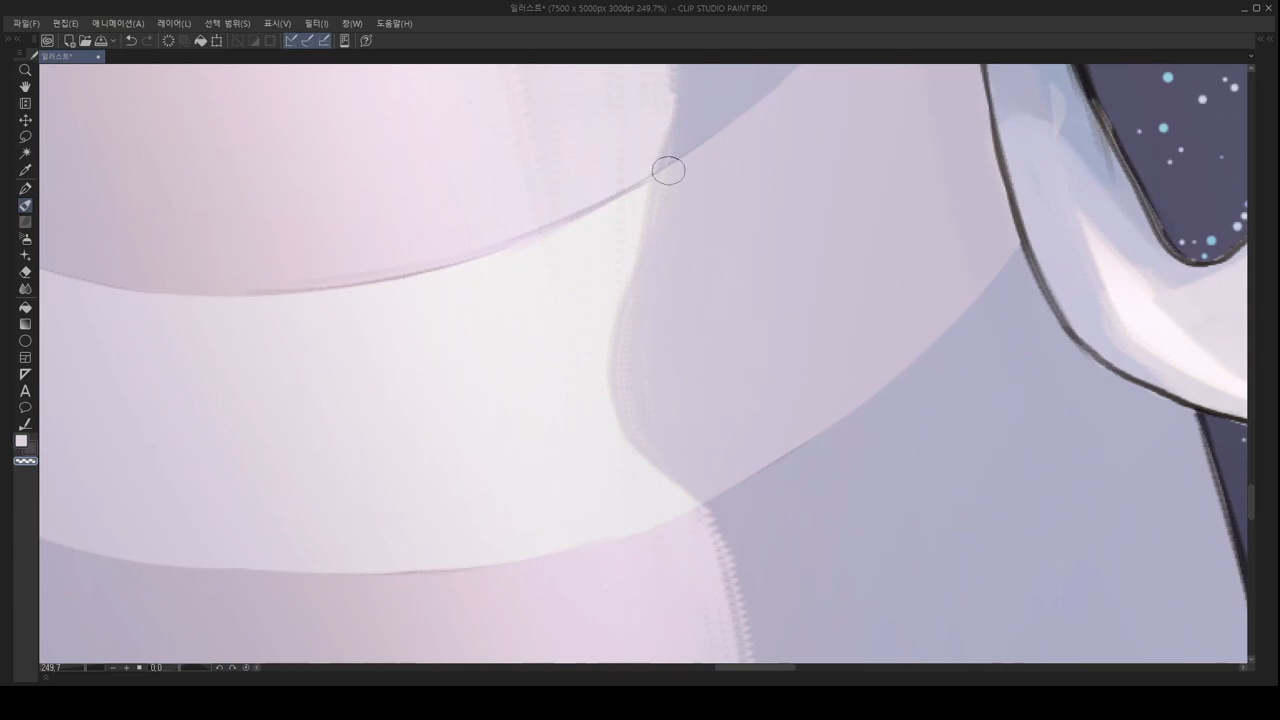 일러스트* (7500 x 5000px 300dpi 249.7%) - CLIP STUDIO PAINT PRO
파일(F) 편집(E) 애니메이션(A) 레이어(L) 선택 범위(S) 표시(V) 필터(I) 창(W) 도움말(H)
일러스트*
249.7
0.0